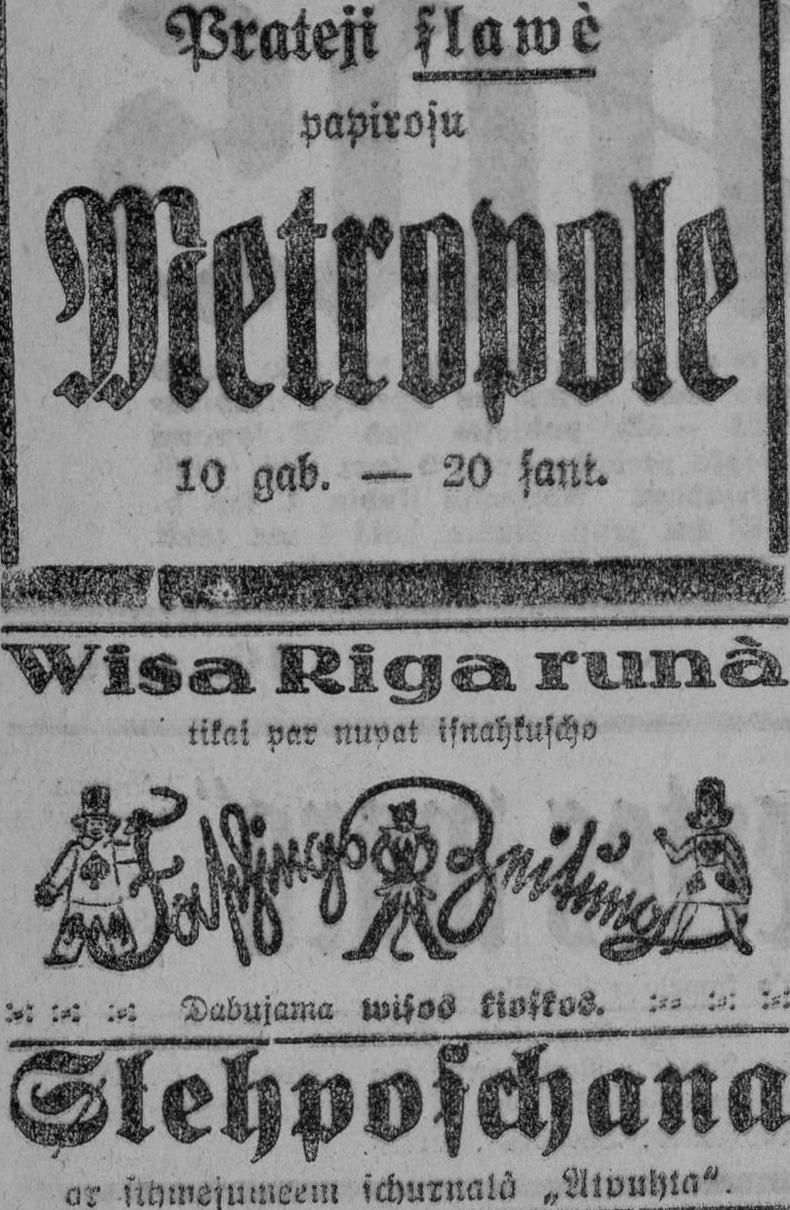 Prateji slawè
papirosu
Metropole
10 gab. — 20 sant.
Wisa Riga runà
tikai par nupat isnahkuscho
Faschings Zeitung
Dabujama wisos kioskos.
Slehposchana
ar sihmejumeem schurnalâ „Atpuhta“.